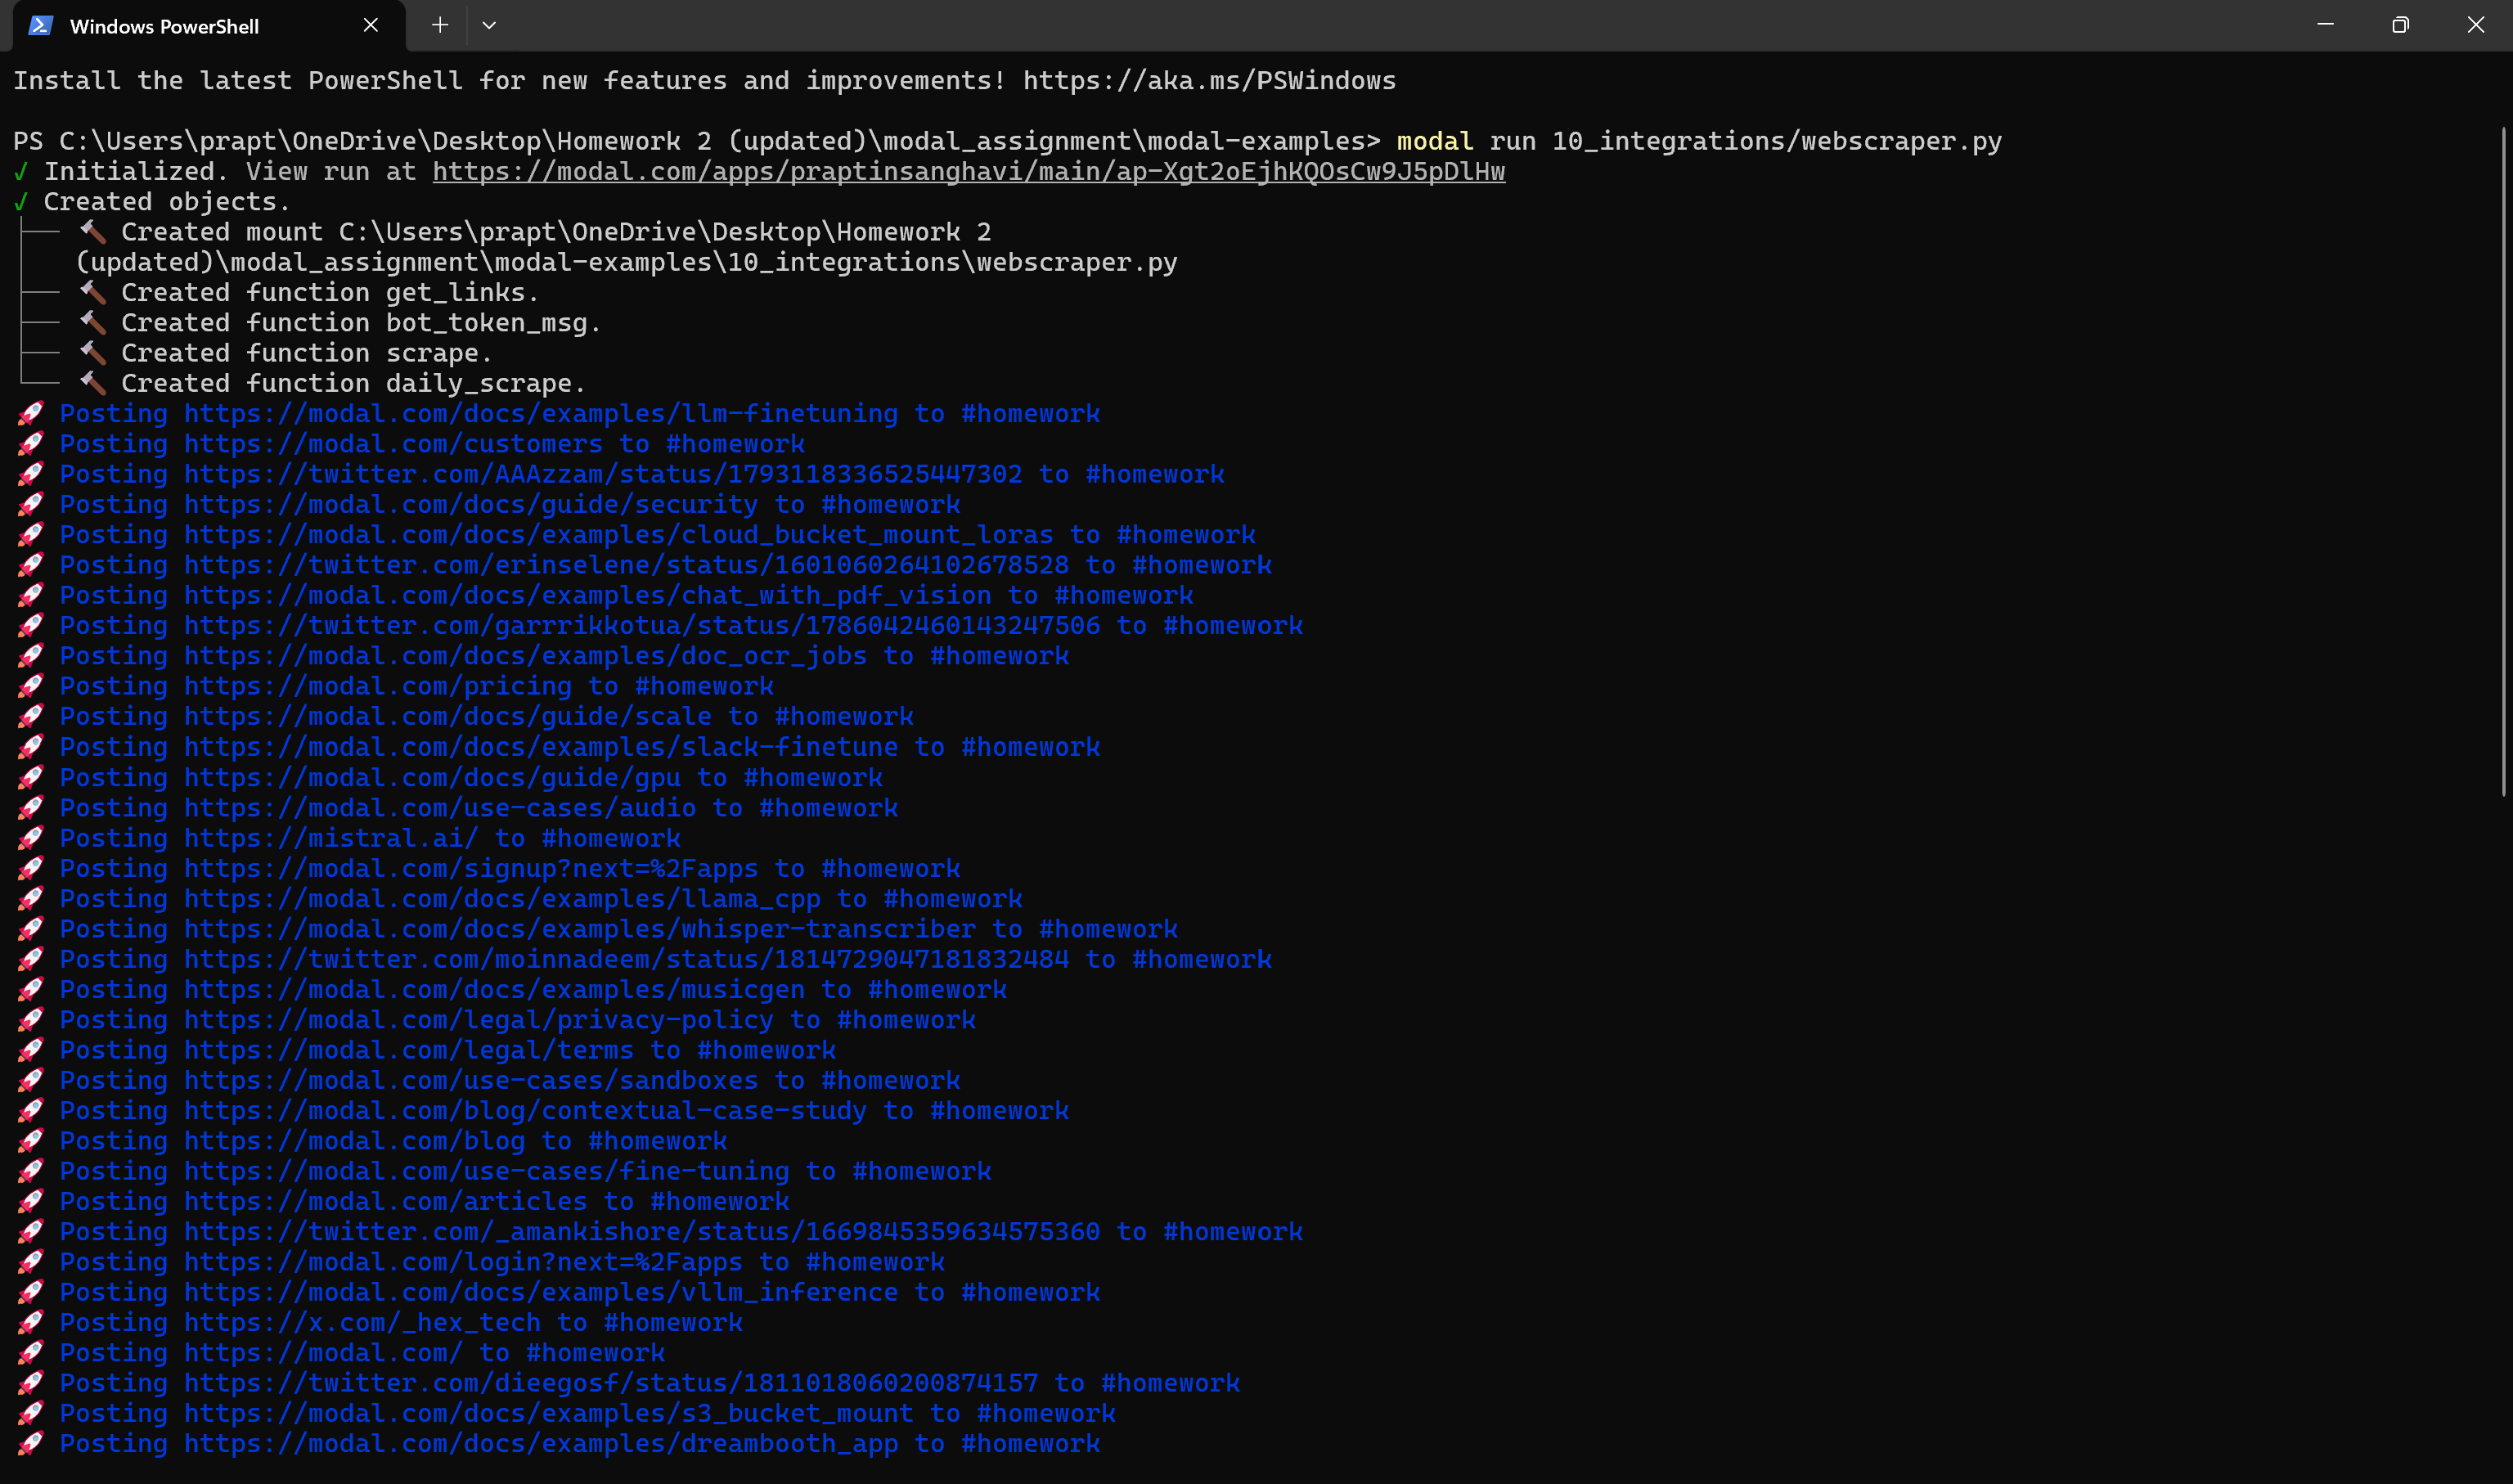 Windows PowerShell
Install the latest PowerShell for new features and improvements! https://aka.ms/PSWindows
PS C:\Users\prapt\OneDrive\Desktop\Homework 2 (updated)\modal_assignment\modal-examples> modal run 10_integrations/webscraper.py
✓ Initialized. View run at https://modal.com/apps/praptinsanghavi/main/ap-Xgt2oEjhKQOsCw9J5pDlHw
✓ Created objects.
├── 🔨 Created mount C:\Users\prapt\OneDrive\Desktop\Homework 2
│   (updated)\modal_assignment\modal-examples\10_integrations\webscraper.py
├── 🔨 Created function get_links.
├── 🔨 Created function bot_token_msg.
├── 🔨 Created function scrape.
└── 🔨 Created function daily_scrape.
🚀 Posting https://modal.com/docs/examples/llm-finetuning to #homework
🚀 Posting https://modal.com/customers to #homework
🚀 Posting https://twitter.com/AAAzzam/status/1793118336525447302 to #homework
🚀 Posting https://modal.com/docs/guide/security to #homework
🚀 Posting https://modal.com/docs/examples/cloud_bucket_mount_loras to #homework
🚀 Posting https://twitter.com/erinselene/status/1601060264102678528 to #homework
🚀 Posting https://modal.com/docs/examples/chat_with_pdf_vision to #homework
🚀 Posting https://twitter.com/garrrikkotua/status/1786042460143247506 to #homework
🚀 Posting https://modal.com/docs/examples/doc_ocr_jobs to #homework
🚀 Posting https://modal.com/pricing to #homework
🚀 Posting https://modal.com/docs/guide/scale to #homework
🚀 Posting https://modal.com/docs/examples/slack-finetune to #homework
🚀 Posting https://modal.com/docs/guide/gpu to #homework
🚀 Posting https://modal.com/use-cases/audio to #homework
🚀 Posting https://mistral.ai/ to #homework
🚀 Posting https://modal.com/signup?next=%2Fapps to #homework
🚀 Posting https://modal.com/docs/examples/llama_cpp to #homework
🚀 Posting https://modal.com/docs/examples/whisper-transcriber to #homework
🚀 Posting https://twitter.com/moinnadeem/status/1814729047181832484 to #homework
🚀 Posting https://modal.com/docs/examples/musicgen to #homework
🚀 Posting https://modal.com/legal/privacy-policy to #homework
🚀 Posting https://modal.com/legal/terms to #homework
🚀 Posting https://modal.com/use-cases/sandboxes to #homework
🚀 Posting https://modal.com/blog/contextual-case-study to #homework
🚀 Posting https://modal.com/blog to #homework
🚀 Posting https://modal.com/use-cases/fine-tuning to #homework
🚀 Posting https://modal.com/articles to #homework
🚀 Posting https://twitter.com/_amankishore/status/1669845359634575360 to #homework
🚀 Posting https://modal.com/login?next=%2Fapps to #homework
🚀 Posting https://modal.com/docs/examples/vllm_inference to #homework
🚀 Posting https://x.com/_hex_tech to #homework
🚀 Posting https://modal.com/ to #homework
🚀 Posting https://twitter.com/dieegosf/status/1811018060200874157 to #homework
🚀 Posting https://modal.com/docs/examples/s3_bucket_mount to #homework
🚀 Posting https://modal.com/docs/examples/dreambooth_app to #homework